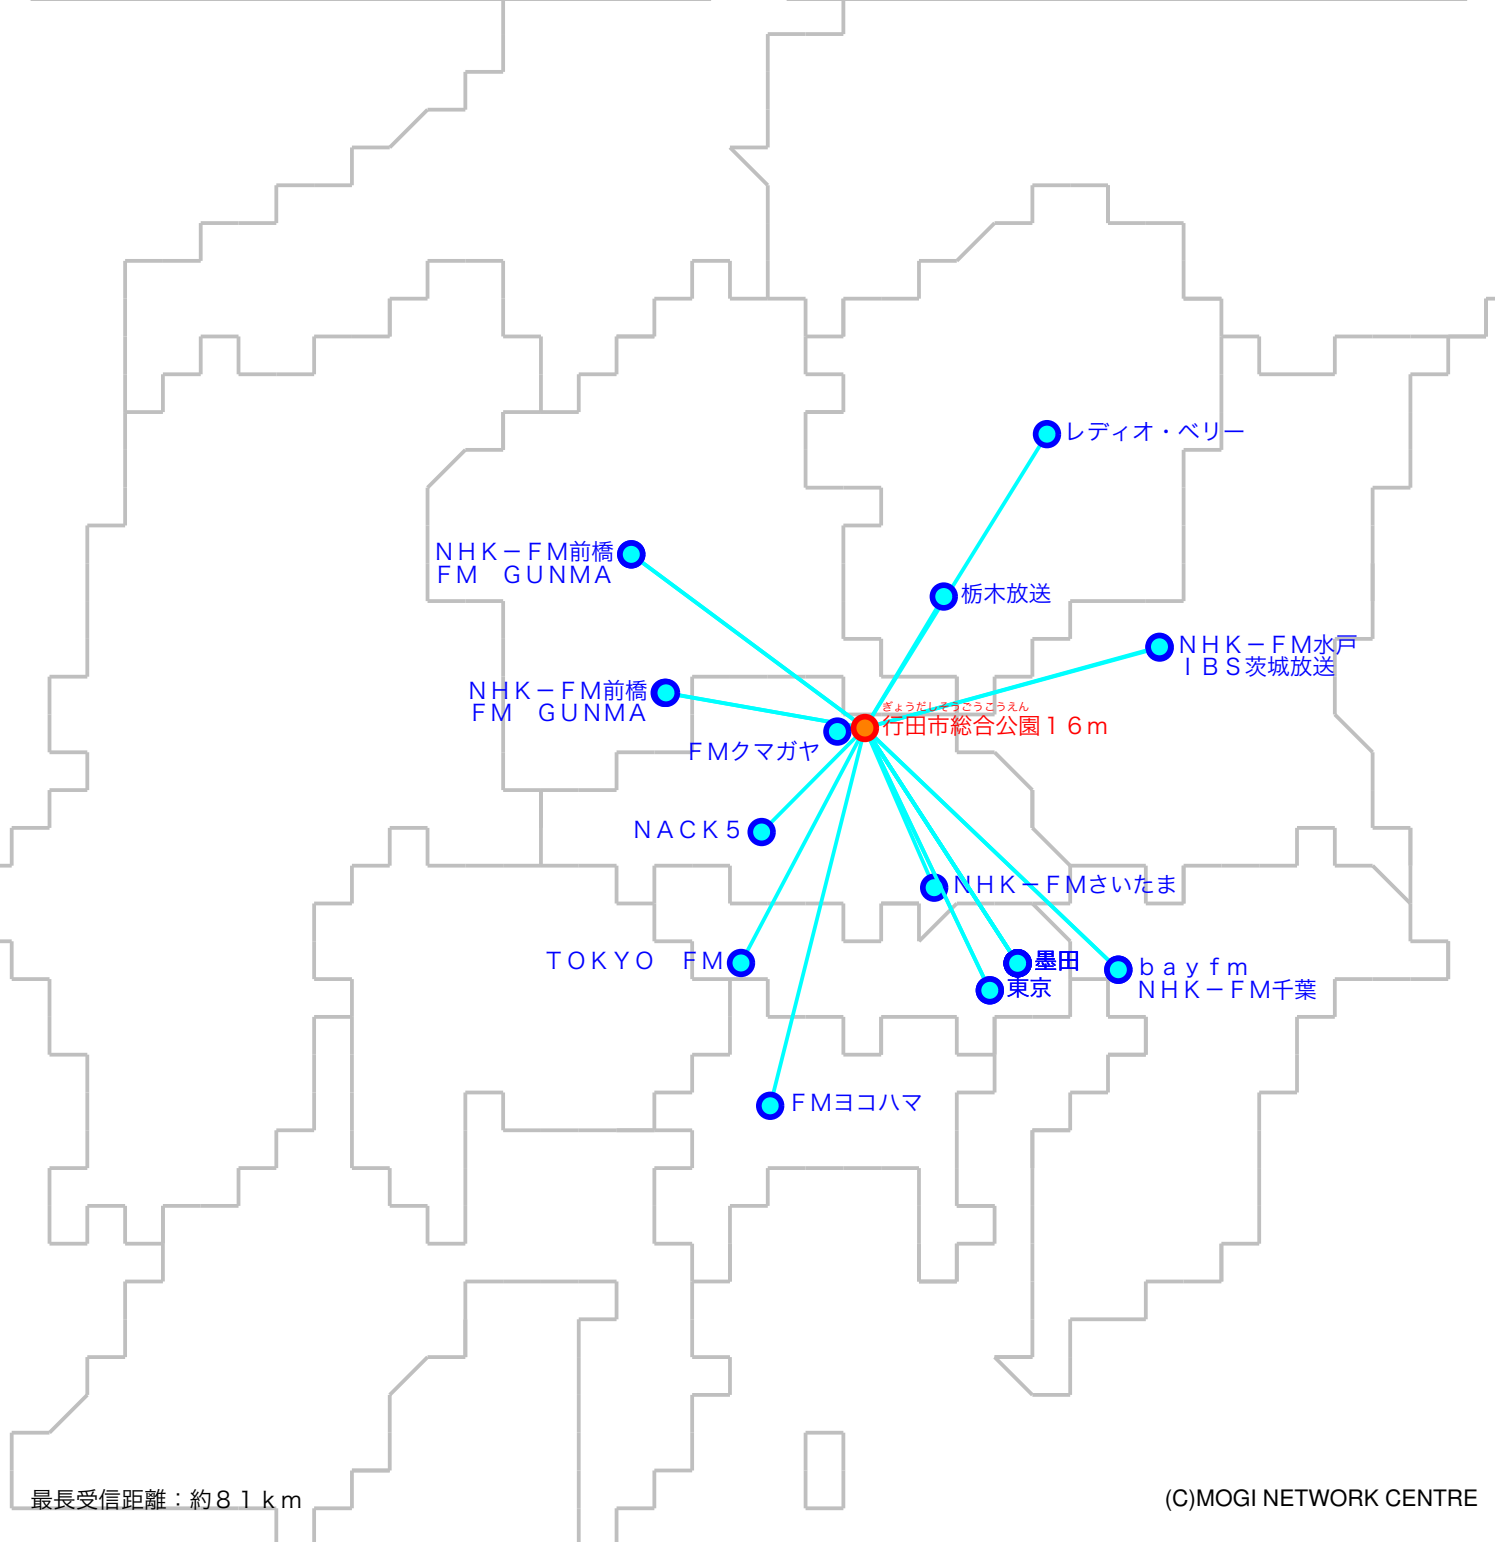 レディオ・ベリー
ＮＨＫ－ＦＭ前橋
ＦＭ　ＧＵＮＭＡ
栃木放送
ＮＨＫ－ＦＭ水戸
ＩＢＳ茨城放送
ＮＨＫ－ＦＭ前橋
ＦＭ　ＧＵＮＭＡ
ぎょうだしそうごうこうえん
行田市総合公園１６ｍ
ＦＭクマガヤ
ＮＡＣＫ５
ＮＨＫ－ＦＭさいたま
ＴＯＫＹＯ　ＦＭ
墨田
ｂａｙｆｍ
ＮＨＫ－ＦＭ千葉
東京
ＦＭヨコハマ
最長受信距離：約８１ｋｍ
(C)MOGI NETWORK CENTRE